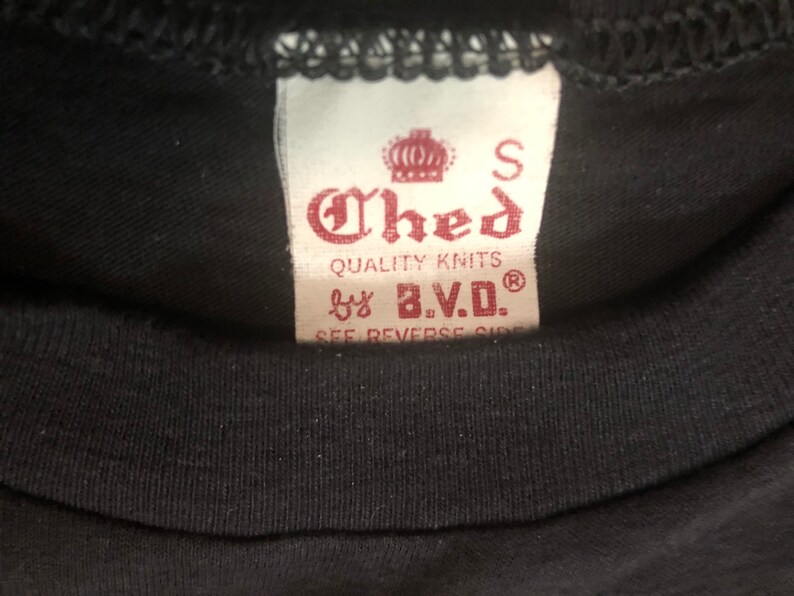 S
Ched
QUALITY KNITS
by B.V.D.®
SEE REVERSE SIDE